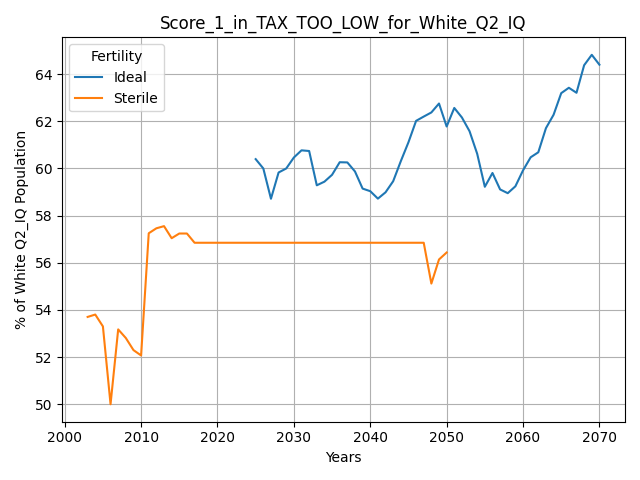 Score_1_in_TAX_TOO_LOW_for_White_Q2_IQ
Fertility
Ideal
Sterile
% of White Q2_IQ Population
64
62
60
58
56
54
52
50
2000 2010 2020 2030 2040 2050 2060 2070
Years